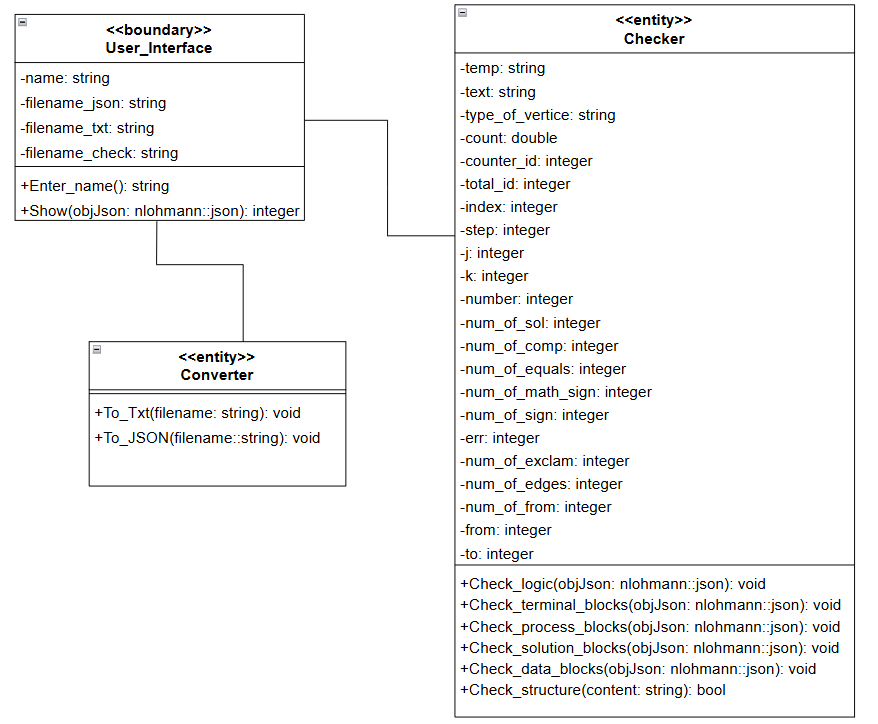 <<boundary>>
User_Interface
-name: string
-filename_json: string
-filename_txt: string
-filename_check: string
+Enter_name(): string
+Show(objJson: nlohmann::json): integer
<<entity>>
Converter
+To_Txt(filename: string): void
+To_JSON(filename::string): void
<<entity>>
Checker
-temp: string
-text: string
-type_of_vertice: string
-count: double
-counter_id: integer
-total_id: integer
-index: integer
-step: integer
-j: integer
-k: integer
-number: integer
-num_of_sol: integer
-num_of_comp: integer
-num_of_equals: integer
-num_of_math_sign: integer
-num_of_sign: integer
-err: integer
-num_of_exclam: integer
-num_of_edges: integer
-num_of_from: integer
-from: integer
-to: integer
+Check_logic(objJson: nlohmann::json): void
+Check_terminal_blocks(objJson: nlohmann::json): void
+Check_process_blocks(objJson: nlohmann::json): void
+Check_solution_blocks(objJson: nlohmann::json): void
+Check_data_blocks(objJson: nlohmann::json): void
+Check_structure(content: string): bool